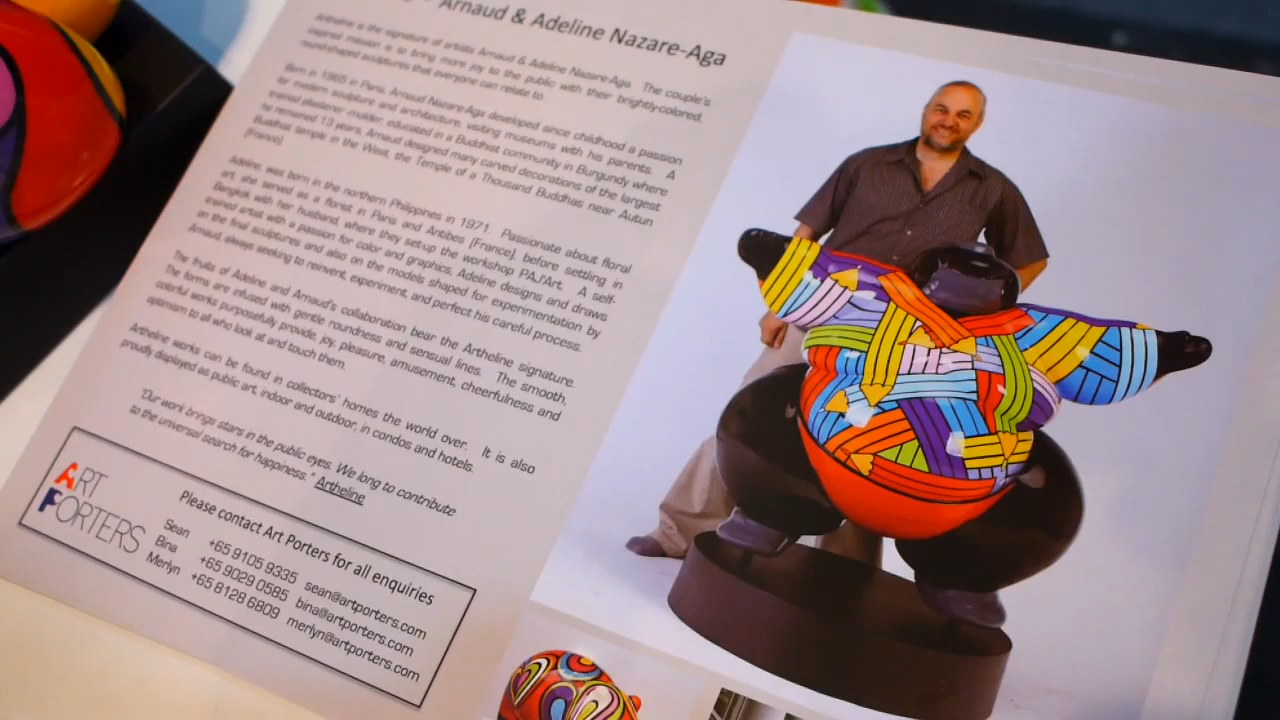 Arnaud & Adeline Nazare-Aga
Artheline is the signature of artists Arnaud & Adeline Nazare-Aga. The couple's
inspired mission is to bring more joy to the public with their brightly-colored,
round-shaped sculptures that everyone can relate to.
Born in 1965 in Paris, Arnaud Nazare-Aga developed since childhood a passion
for modern sculpture and architecture, visiting museums with his parents. A
trained plasterer molder, educated in a Buddhist community in Burgundy where
he remained 13 years, Arnaud designed many carved decorations of the largest
Buddhist temple in the West, the Temple of a Thousand Buddhas near Autun
(France).
Adeline, was born in the northern Philippines in 1971. Passionate about floral
art, she served as a florist in Paris and Antibes (France), before settling in
Bangkok with her husband, where they set-up the workshop PAJ'Art. A self-
trained artist with a passion for color and graphics, Adeline designs and draws
on the final sculptures and also on the models shaped for experimentation by
Arnaud, always seeking to reinvent, experiment, and perfect his careful process.
The fruits of Adeline and Arnaud's collaboration bear the Artheline signature.
The forms are infused with gentle roundness and sensual lines. The smooth,
colorful works purposefully provide, joy, pleasure, amusement, cheerfulness and
optimism to all who look at and touch them.
Artheline works can be found in collectors' homes the world over. It is also
proudly displayed as public art, indoor and outdoor, in condos and hotels.
"Our work brings stars in the public eyes. We long to contribute
to the universal search for happiness." Artheline
ART
PORTERS
Please contact Art Porters for all enquiries
Sean +65 9105 9335 sean@artporters.com
Bina +65 9029 0585 bina@artporters.com
Merlyn +65 8128 6809 merlyn@artporters.com